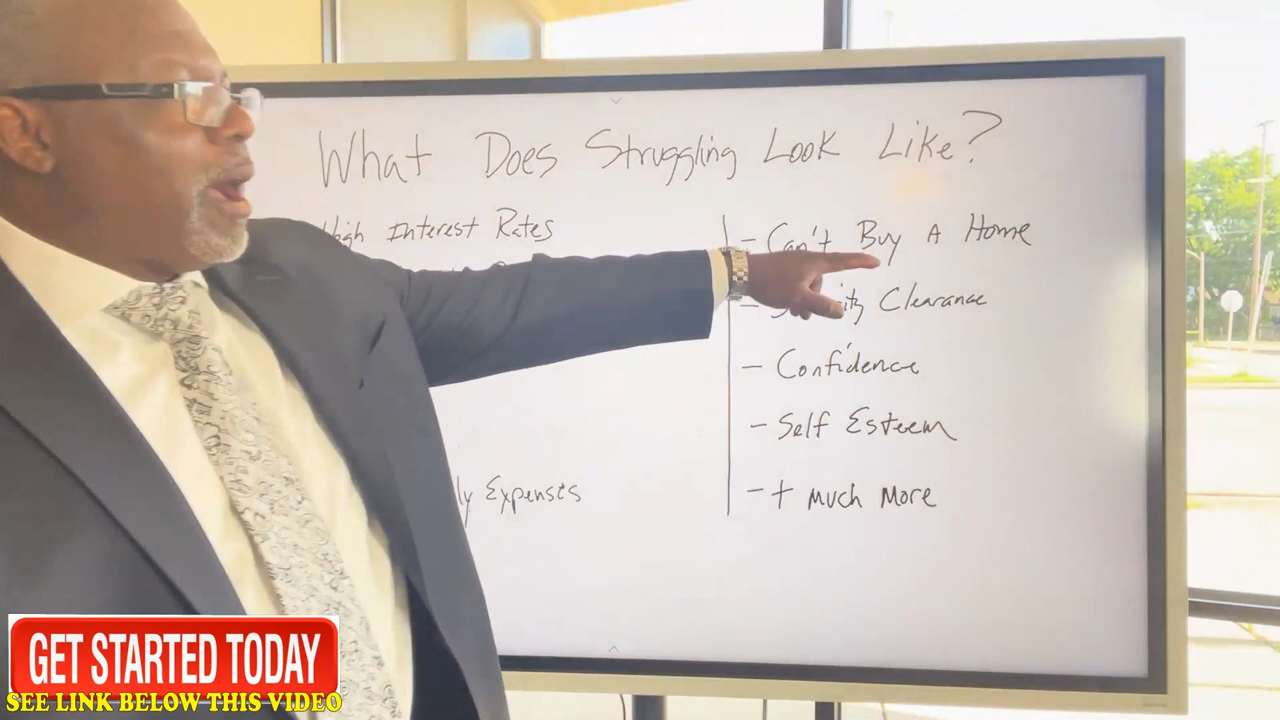 What Does Struggling Look Like?
High Interest Rates
- Can't Buy A Home
Clearance
- Confidence
- Self Esteem
Expenses
- + Much More
GET STARTED TODAY
SEE LINK BELOW THIS VIDEO